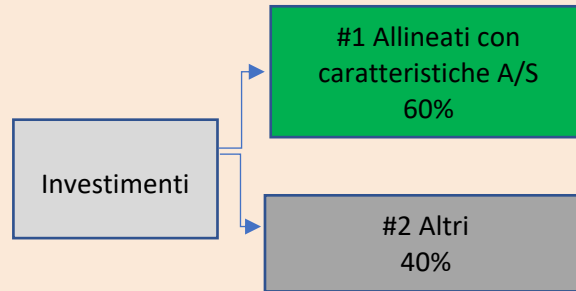 #1 Allineati con
caratteristiche A/S
60%
Investimenti
#2 Altri
40%